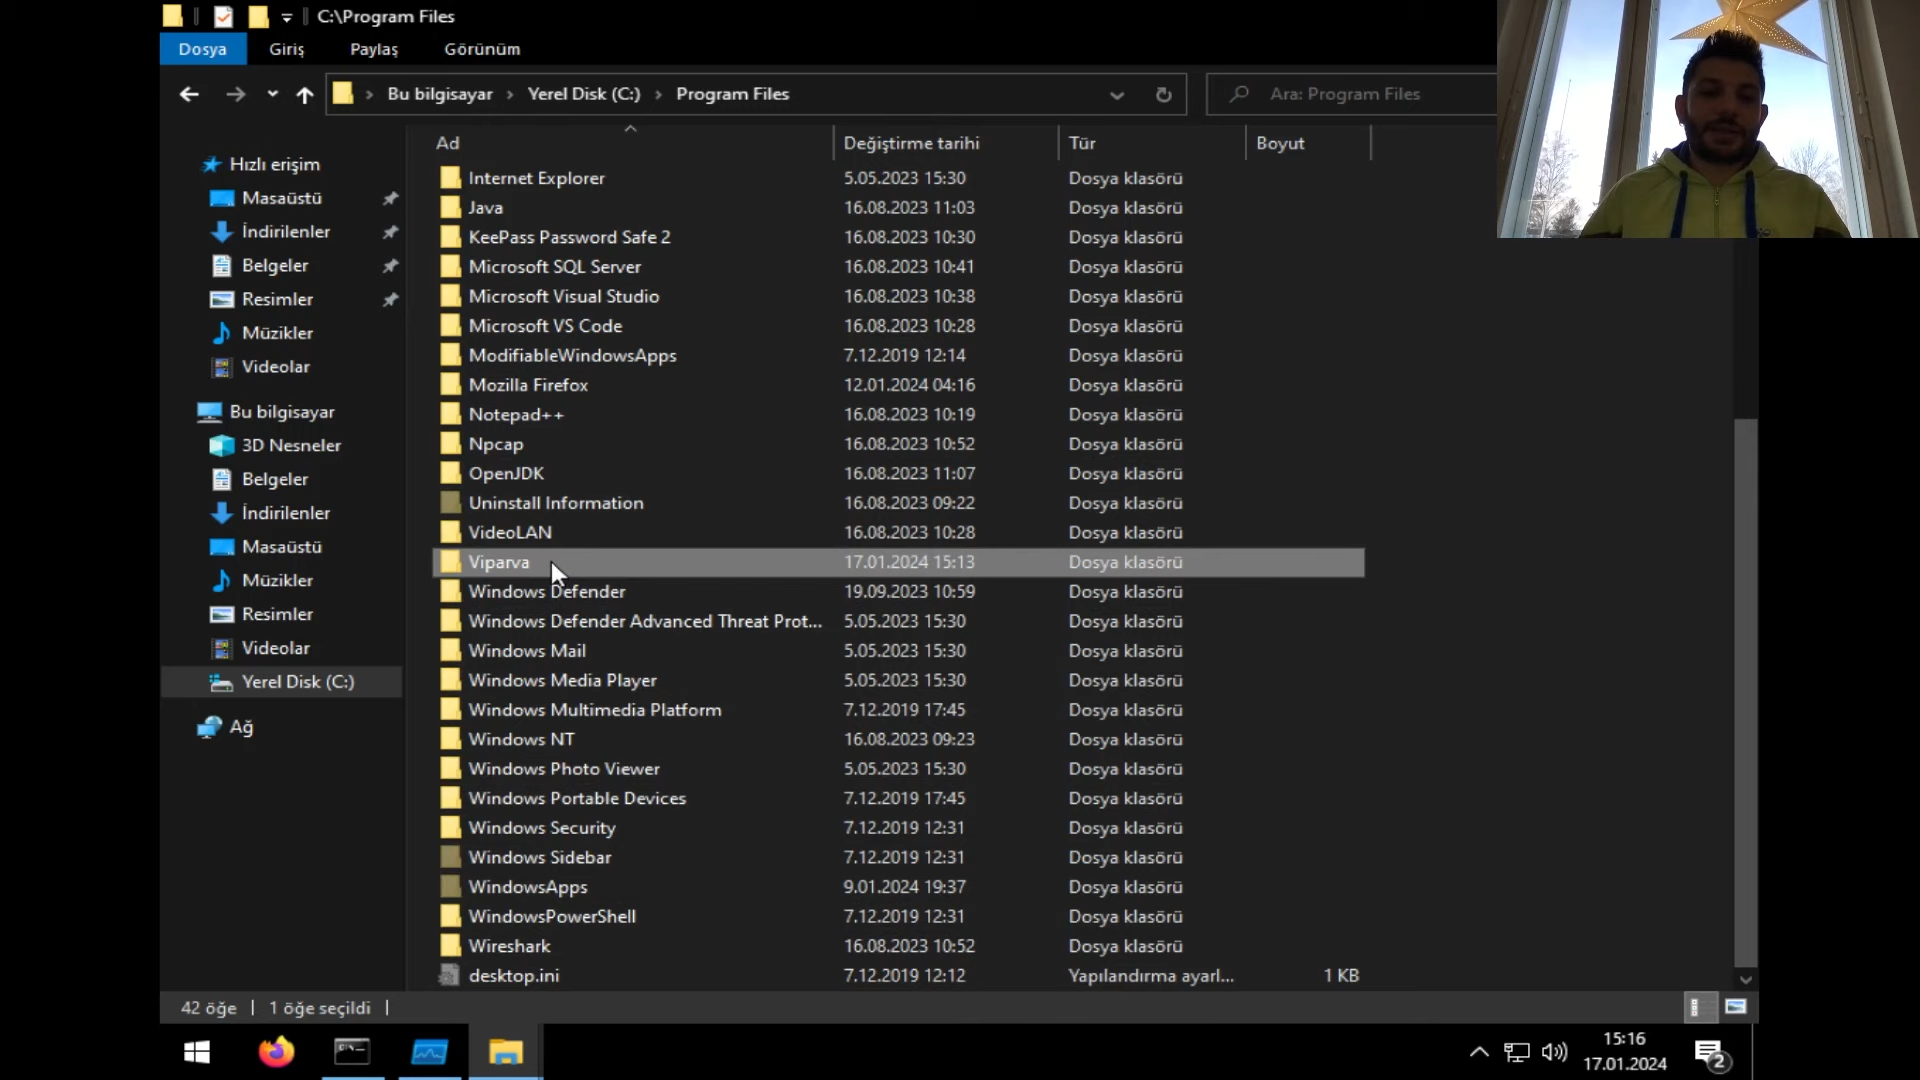 C:\Program Files
Dosya Giriş Paylaş Görünüm
Bu bilgisayar Yerel Disk (C:) Program Files
Ara: Program Files
Ad Değiştirme tarihi Tür Boyut
Hızlı erişim
Masaüstü
İndirilenler
Belgeler
Resimler
Müzikler
Videolar
Bu bilgisayar
3D Nesneler
Belgeler
İndirilenler
Masaüstü
Müzikler
Resimler
Videolar
Yerel Disk (C:)
Ağ
Internet Explorer 5.05.2023 15:30 Dosya klasörü
Java 16.08.2023 11:03 Dosya klasörü
KeePass Password Safe 2 16.08.2023 10:30 Dosya klasörü
Microsoft SQL Server 16.08.2023 10:41 Dosya klasörü
Microsoft Visual Studio 16.08.2023 10:38 Dosya klasörü
Microsoft VS Code 16.08.2023 10:28 Dosya klasörü
ModifiableWindowsApps 7.12.2019 12:14 Dosya klasörü
Mozilla Firefox 12.01.2024 04:16 Dosya klasörü
Notepad++ 16.08.2023 10:19 Dosya klasörü
Npcap 16.08.2023 10:52 Dosya klasörü
OpenJDK 16.08.2023 11:07 Dosya klasörü
Uninstall Information 16.08.2023 09:22 Dosya klasörü
VideoLAN 16.08.2023 10:28 Dosya klasörü
Viparva 17.01.2024 15:13 Dosya klasörü
Windows Defender 19.09.2023 10:59 Dosya klasörü
Windows Defender Advanced Threat Prot... 5.05.2023 15:30 Dosya klasörü
Windows Mail 5.05.2023 15:30 Dosya klasörü
Windows Media Player 5.05.2023 15:30 Dosya klasörü
Windows Multimedia Platform 7.12.2019 17:45 Dosya klasörü
Windows NT 16.08.2023 09:23 Dosya klasörü
Windows Photo Viewer 5.05.2023 15:30 Dosya klasörü
Windows Portable Devices 7.12.2019 17:45 Dosya klasörü
Windows Security 7.12.2019 12:31 Dosya klasörü
Windows Sidebar 7.12.2019 12:31 Dosya klasörü
WindowsApps 9.01.2024 19:37 Dosya klasörü
WindowsPowerShell 7.12.2019 12:31 Dosya klasörü
Wireshark 16.08.2023 10:52 Dosya klasörü
desktop.ini 7.12.2019 12:12 Yapılandırma ayarl... 1 KB
42 öğe 1 öğe seçildi
15:16
17.01.2024
2